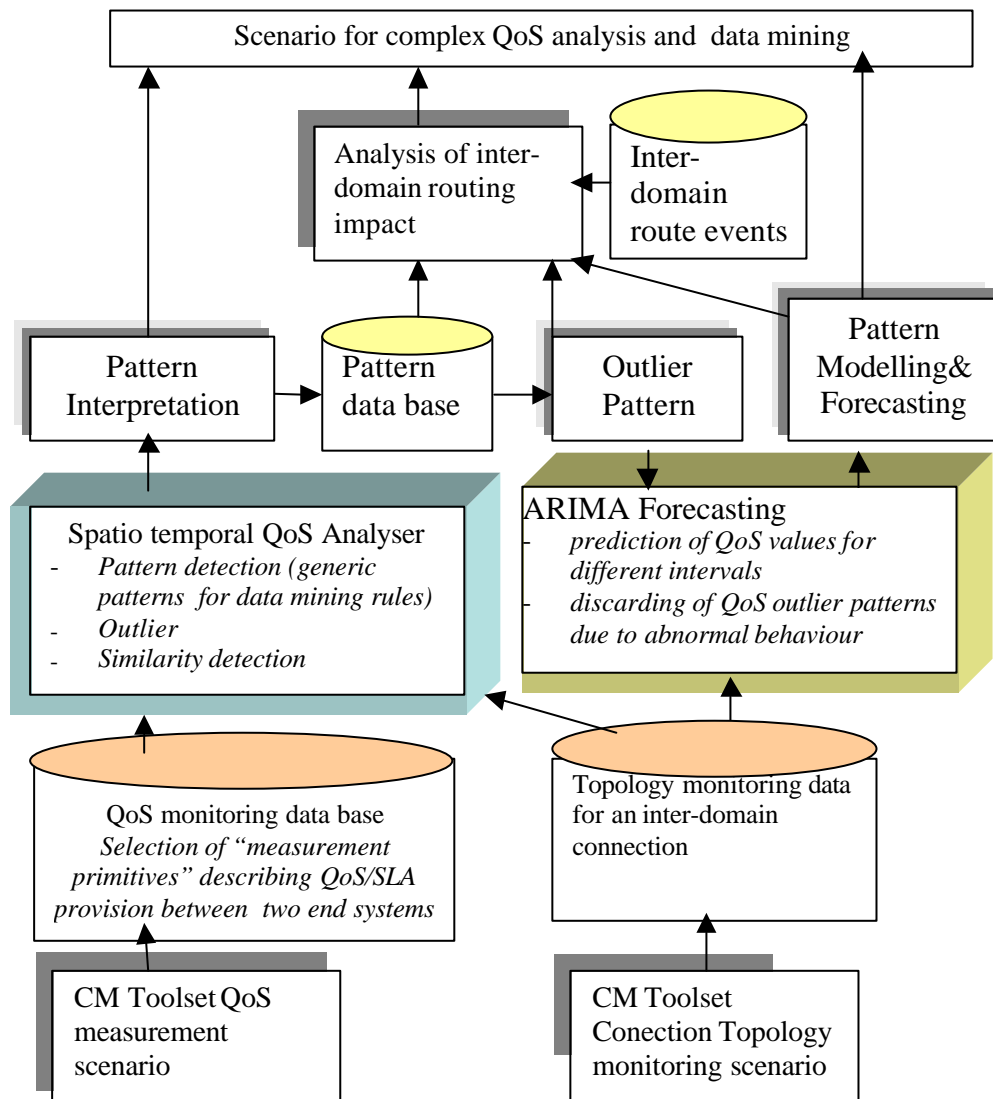 Scenario for complex QoS analysis and data mining
Analysis of inter-
domain routing
impact
Inter-
domain
route events
Pattern
Interpretation
Pattern
data base
Outlier
Pattern
Pattern
Modelling&
Forecasting
Spatio temporal QoS Analyser
- Pattern detection (generic
patterns for data mining rules)
- Outlier
- Similarity detection
ARIMA Forecasting
- prediction of QoS values for
different intervals
- discarding of QoS outlier patterns
due to abnormal behaviour
QoS monitoring data base
Selection of “measurement
primitives” describing QoS/SLA
provision between two end systems
Topology monitoring data
for an inter-domain
connection
CM Toolset QoS
measurement
scenario
CM Toolset
Conection Topology
monitoring scenario